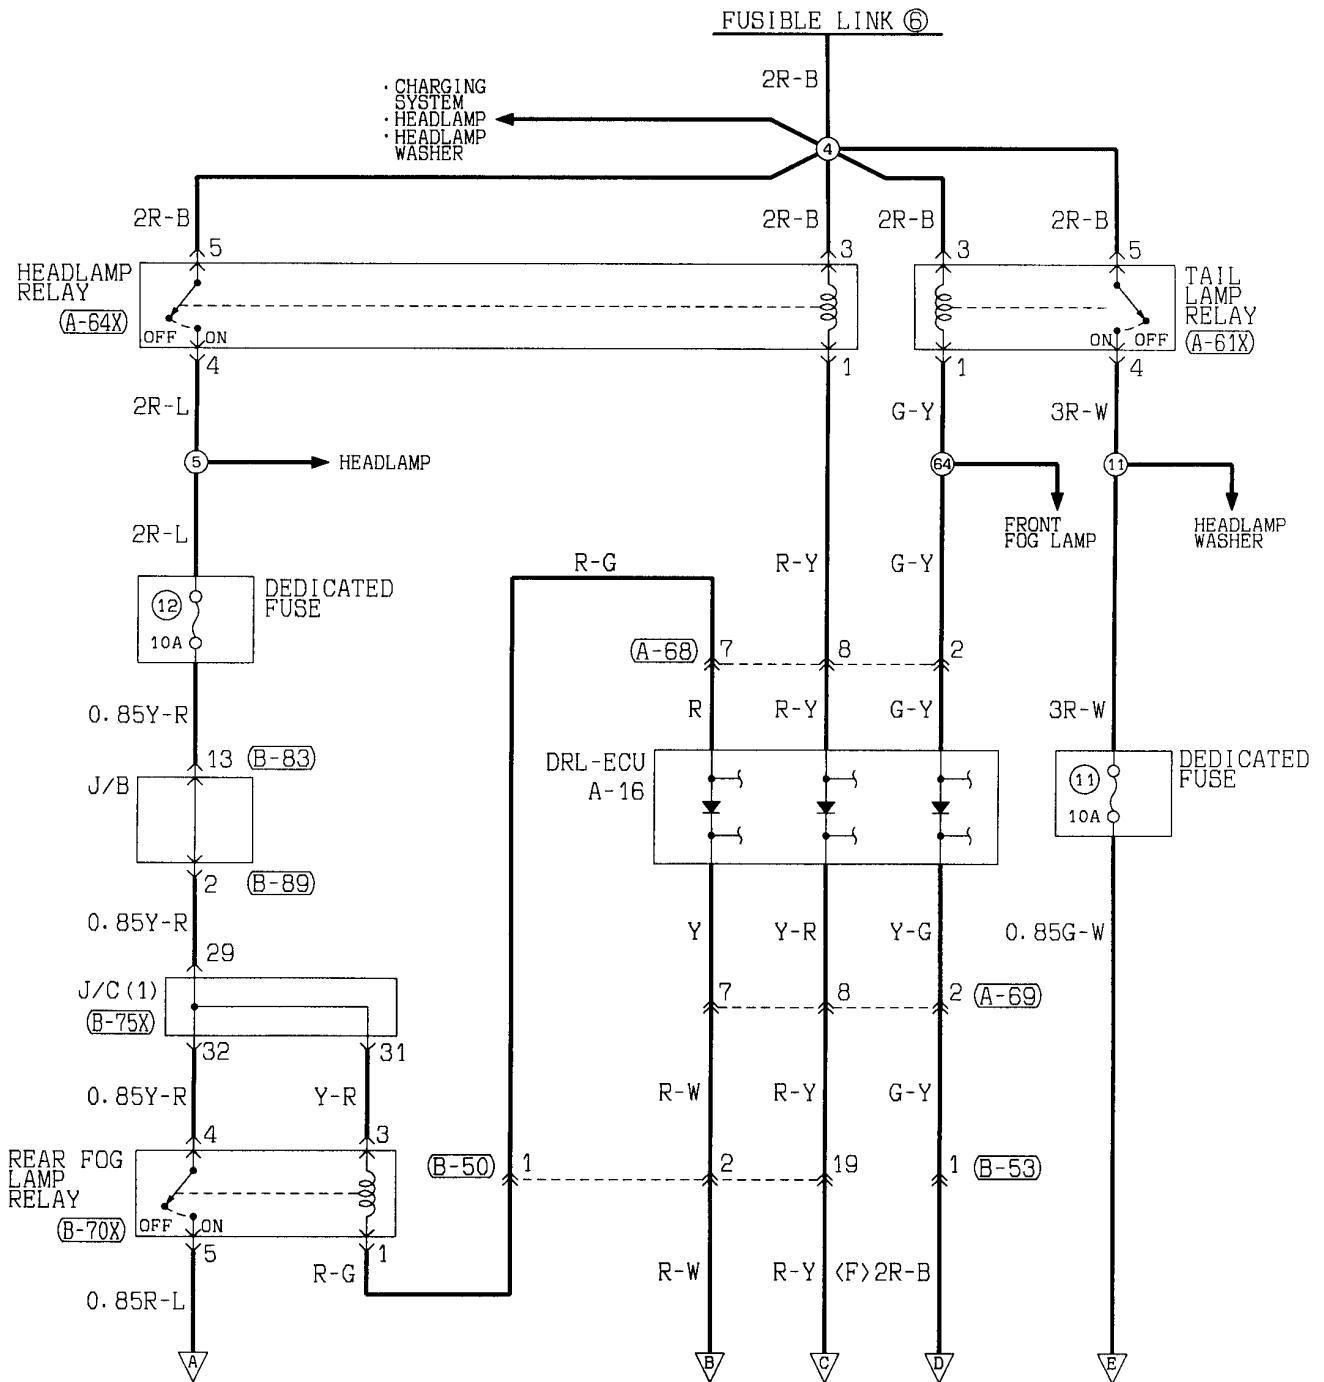 FUSIBLE LINK ⑥
2R-B
· CHARGING
SYSTEM
· HEADLAMP
· HEADLAMP
WASHER
4
2R-B
2R-B
2R-B
2R-B
5
3
3
5
HEADLAMP
RELAY
(A-64X)
OFF
ON
TAIL
LAMP
RELAY
(A-61X)
ON
OFF
4
1
1
4
2R-L
G-Y
3R-W
5
HEADLAMP
64
11
FRONT
FOG LAMP
HEADLAMP
WASHER
2R-L
R-G
R-Y
G-Y
DEDICATED
FUSE
12
10A
(A-68)
7
8
2
0.85Y-R
R
R-Y
G-Y
3R-W
13
(B-83)
J/B
DRL-ECU
A-16
DEDICATED
FUSE
11
10A
2
(B-89)
0.85Y-R
Y
Y-R
Y-G
0.85G-W
29
J/C(1)
(B-75X)
7
8
2
(A-69)
32
31
0.85Y-R
Y-R
R-W
R-Y
G-Y
4
3
REAR FOG
LAMP
RELAY
(B-70X)
OFF
ON
(B-50)
1
2
19
1
(B-53)
5
1
R-G
R-W
R-Y
〈F〉2R-B
0.85R-L
A
B
C
D
E